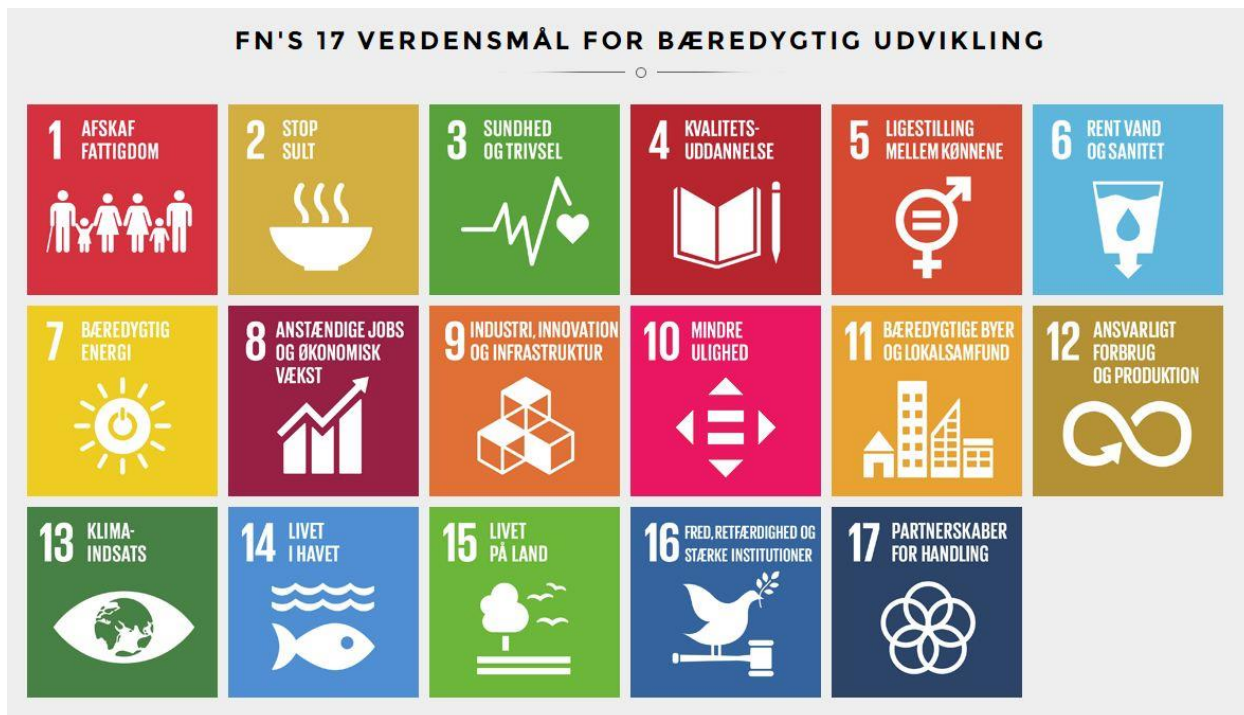 FN'S 17 VERDENSMÅL FOR BÆREDYGTIG UDVIKLING
1 AFSKAF
FATTIGDOM
2 STOP
SULT
3 SUNDHED
OG TRIVSEL
4 KVALITETS-
UDDANNELSE
5 LIGESTILLING
MELLEM KØNNENE
6 RENT VAND
OG SANITET
7 BÆREDYGTIG
ENERGI
8 ANSTÆNDIGE JOBS
OG ØKONOMISK
VÆKST
9 INDUSTRI, INNOVATION
OG INFRASTRUKTUR
10 MINDRE
ULIGHED
11 BÆREDYGTIGE BYER
OG LOKALSAMFUND
12 ANSVARLIGT
FORBRUG
OG PRODUKTION
13 KLIMA-
INDSATS
14 LIVET
I HAVET
15 LIVET
PÅ LAND
16 FRED, RETFÆRDIGHED OG
STÆRKE INSTITUTIONER
17 PARTNERSKABER
FOR HANDLING